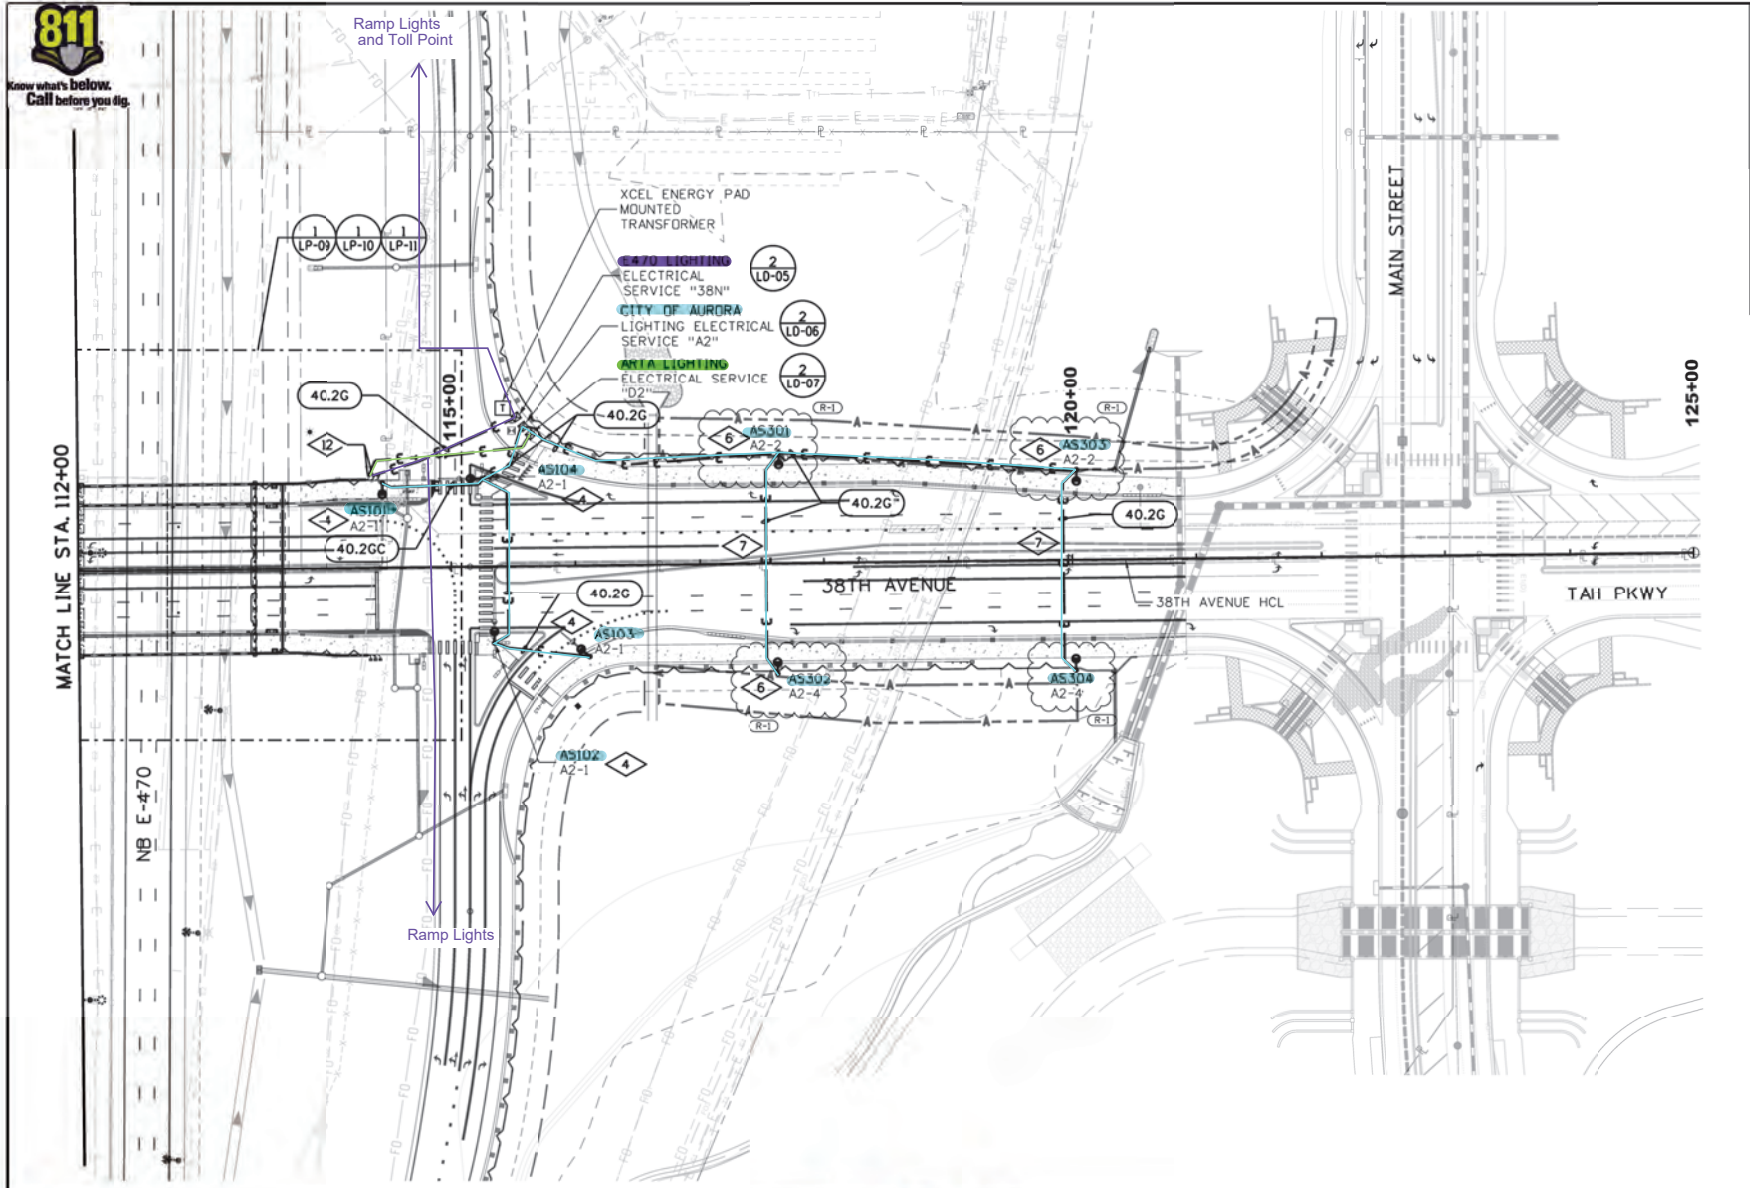 811
Know what's below.
Call before you dig.
Ramp Lights
and Toll Point
XCEL ENERGY PAD
MOUNTED
TRANSFORMER
1
LP-09
1
LP-10
1
LP-11
E470 LIGHTING
ELECTRICAL
SERVICE "38N"
2
LD-05
CITY OF AURORA
LIGHTING ELECTRICAL
SERVICE "A2"
2
LD-06
ARTA LIGHTING
ELECTRICAL SERVICE
"D2"
2
LD-07
MAIN STREET
40.2G
12
115+00
T
H
40.2G
R-1
6
AS301
A2-2
120+00
R-1
6
AS303
A2-2
125+00
MATCH LINE STA. 112+00
AS104
A2-1
4
AS101
A2-1
4
40.2GC
40.2G
40.2G
7
7
38TH AVENUE
38TH AVENUE HCL
TAH PKWY
40.2G
4
AS103
A2-1
AS302
A2-4
6
R-1
AS304
A2-4
R-1
AS102
A2-1
4
NB E-470
Ramp Lights